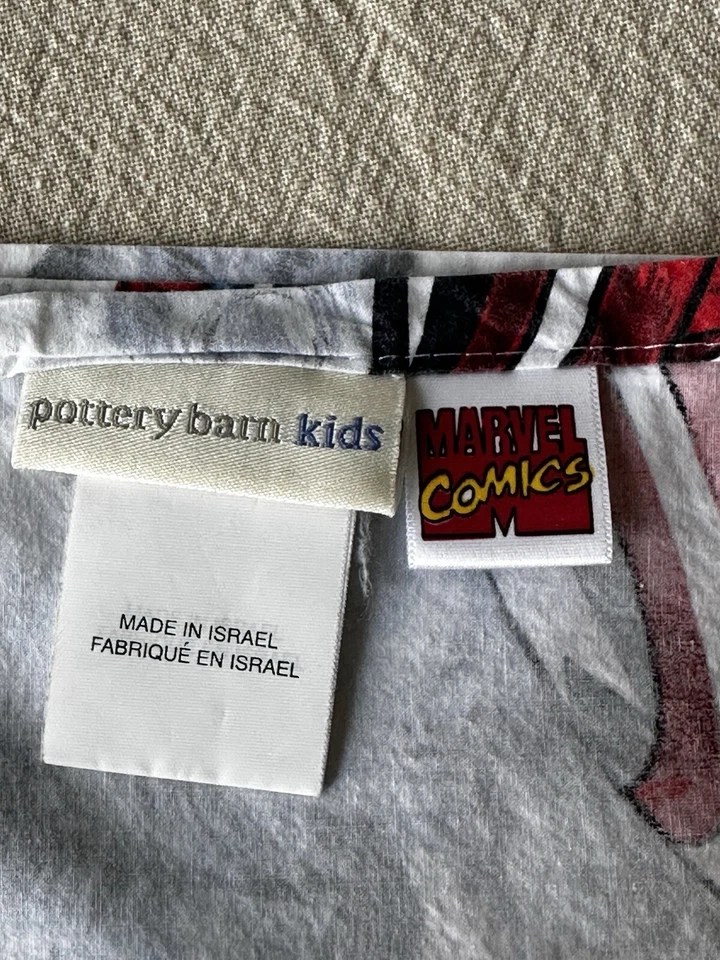 pottery barn kids
MARVEL
COMICS
M
MADE IN ISRAEL
FABRIQUÉ EN ISRAEL